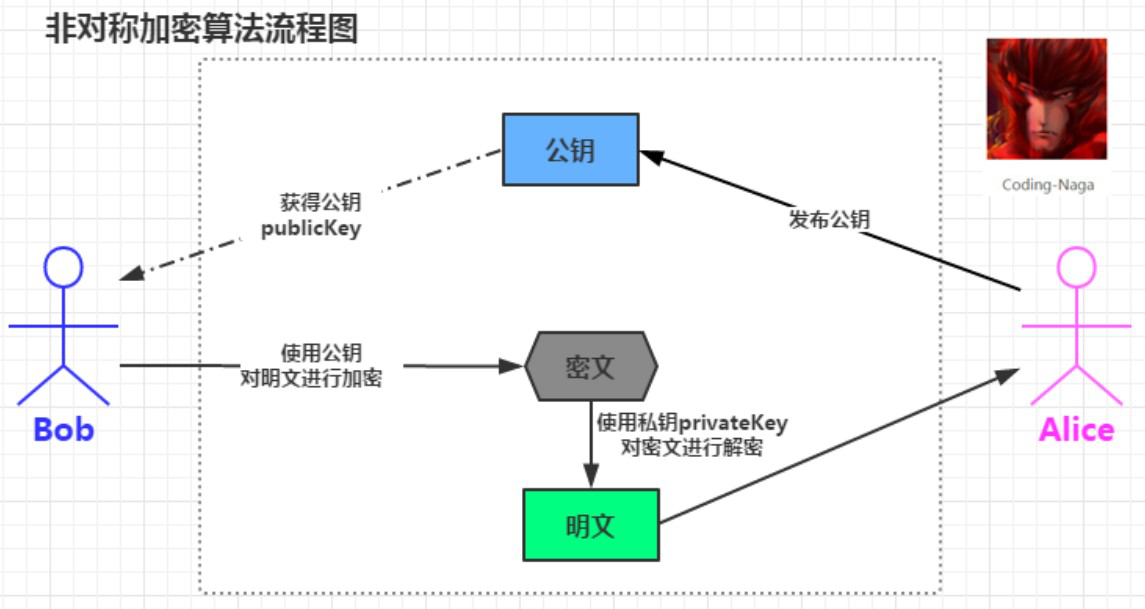 非对称加密算法流程图
Coding-Naga
公钥
获得公钥
publicKey
发布公钥
使用公钥
对明文进行加密
密文
使用私钥privateKey
对密文进行解密
Bob
Alice
明文